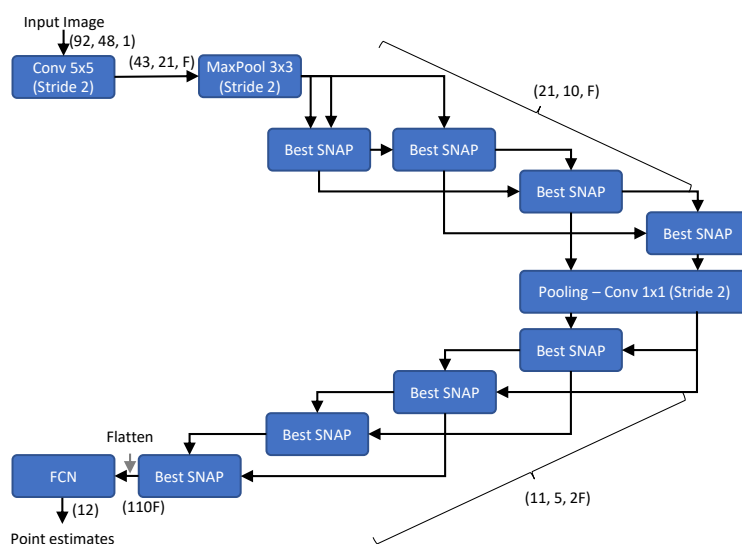 Input Image
(92, 48, 1)
Conv 5x5
(Stride 2)
(43, 21, F)
MaxPool 3x3
(Stride 2)
(21, 10, F)
Best SNAP
Best SNAP
Best SNAP
Best SNAP
Pooling – Conv 1x1 (Stride 2)
Best SNAP
Best SNAP
Best SNAP
Flatten
FCN
Best SNAP
(12)
(110F)
(11, 5, 2F)
Point estimates